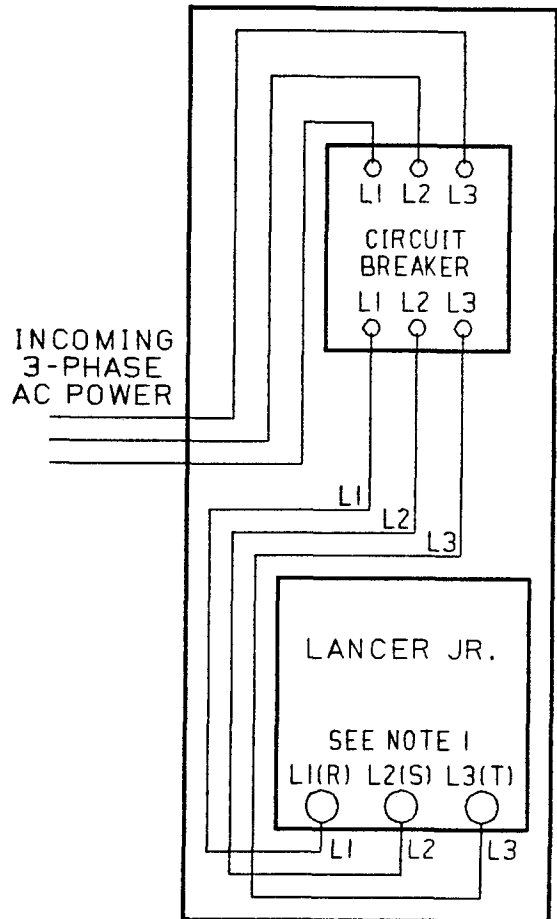 L1 L2 L3
CIRCUIT
BREAKER
L1 L2 L3
INCOMING
3-PHASE
AC POWER
L1
L2
L3
LANCER JR.
SEE NOTE 1
L1(R) L2(S) L3(T)
L1 L2 L3